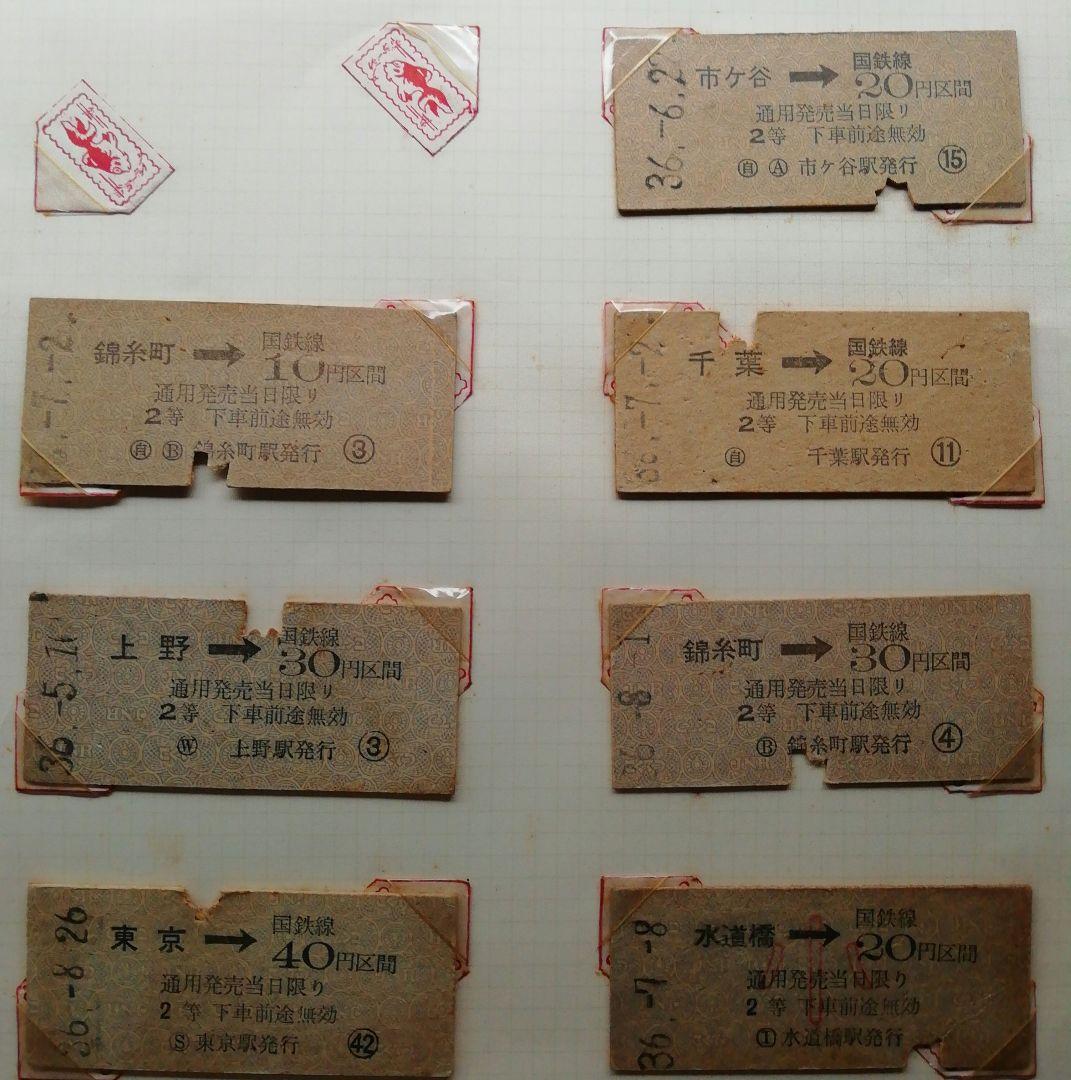 市ケ谷 → 国鉄線
20円区間
通用発売当日限り
2等 下車前途無効
自 A 市ケ谷駅発行 15
錦糸町 → 国鉄線
10円区間
通用発売当日限り
2等 下車前途無効
自 B 錦糸町駅発行 3
千葉 → 国鉄線
20円区間
通用発売当日限り
2等 下車前途無効
自 千葉駅発行 11
36.-7.-2.
上野 → 国鉄線
30円区間
通用発売当日限り
2等 下車前途無効
W 上野駅発行 3
錦糸町 → 国鉄線
30円区間
通用発売当日限り
2等 下車前途無効
B 錦糸町駅発行 4
36.-8.26
東京 → 国鉄線
40円区間
通用発売当日限り
2等 下車前途無効
S 東京駅発行 42
36.-7.-8
水道橋 → 国鉄線
20円区間
通用発売当日限り
2等 下車前途無効
I 水道橋駅発行